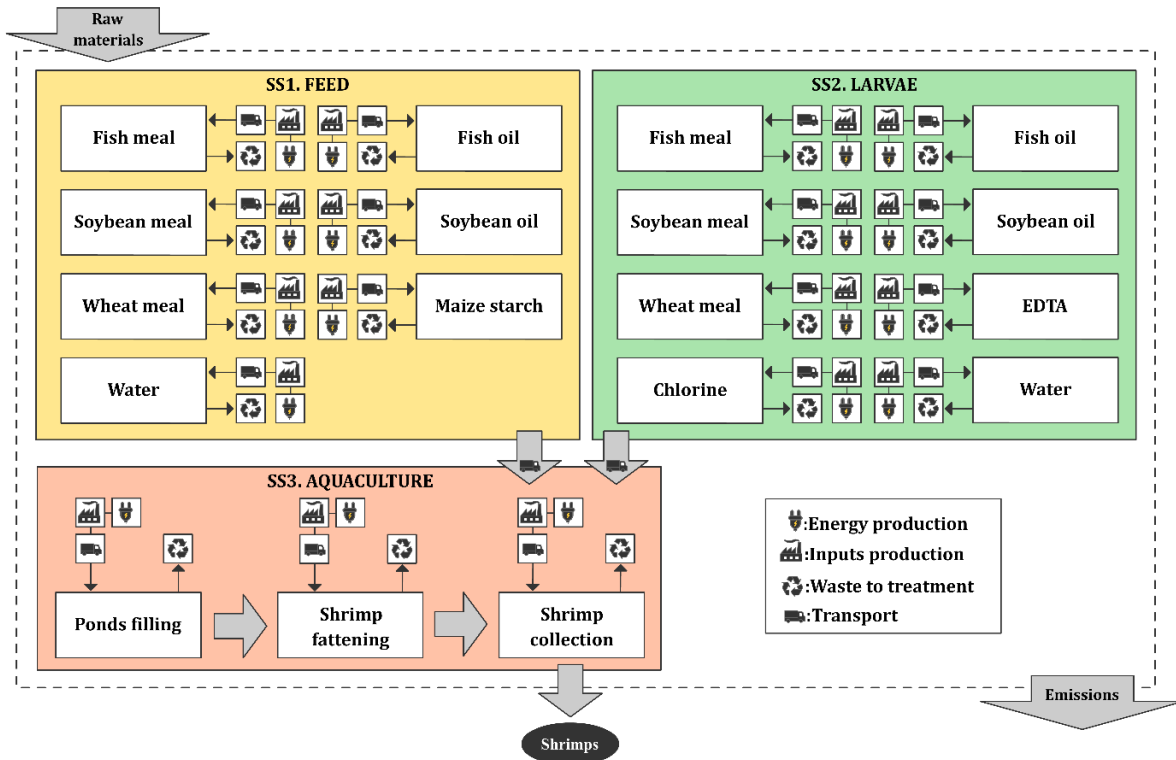 Raw
materials
SS1. FEED
Fish meal
Fish oil
Soybean meal
Soybean oil
Wheat meal
Maize starch
Water
SS2. LARVAE
Fish meal
Fish oil
Soybean meal
Soybean oil
Wheat meal
EDTA
Chlorine
Water
SS3. AQUACULTURE
Ponds filling
Shrimp
fattening
Shrimp
collection
:Energy production
:Inputs production
:Waste to treatment
:Transport
Emissions
Shrimps